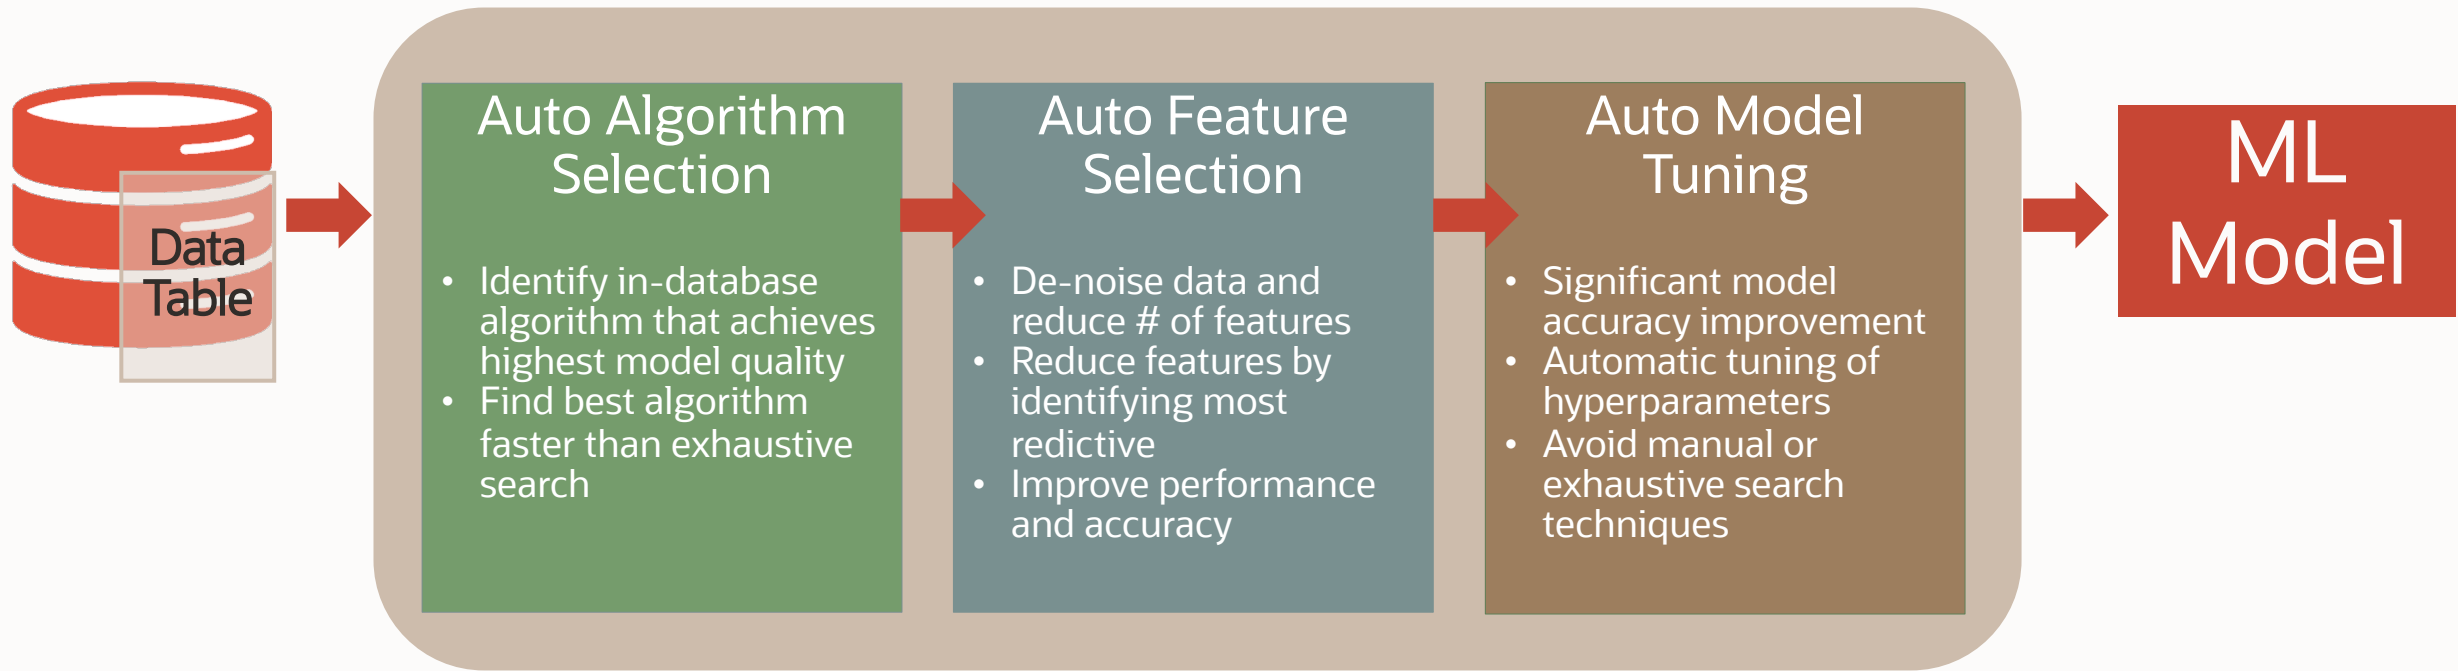 Data
Table
Auto Algorithm
Selection
• Identify in-database
algorithm that achieves
highest model quality
• Find best algorithm
faster than exhaustive
search
Auto Feature
Selection
• De-noise data and
reduce # of features
• Reduce features by
identifying most
redictive
• Improve performance
and accuracy
Auto Model
Tuning
• Significant model
accuracy improvement
• Automatic tuning of
hyperparameters
• Avoid manual or
exhaustive search
techniques
ML
Model